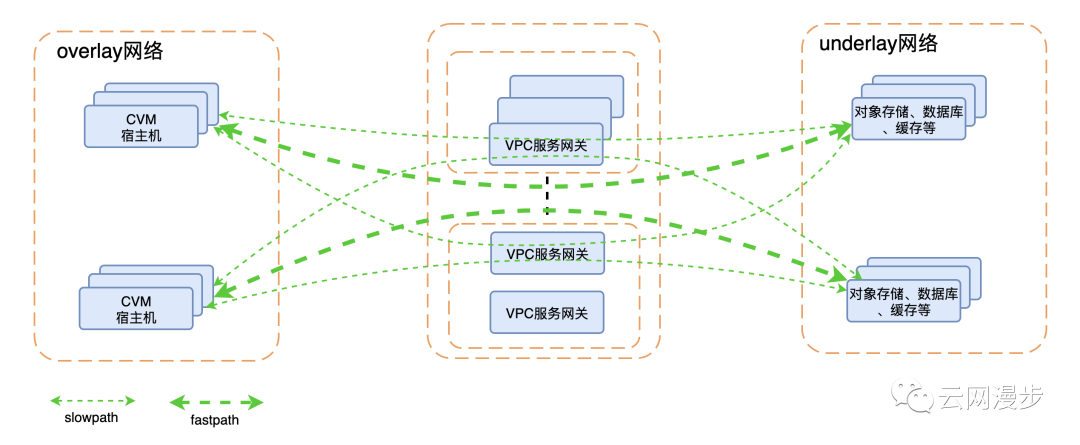 overlay网络
underlay网络
CVM
宿主机
VPC服务网关
对象存储、数据库
、缓存等
CVM
宿主机
VPC服务网关
VPC服务网关
对象存储、数据库
、缓存等
slowpath
fastpath
云网漫步